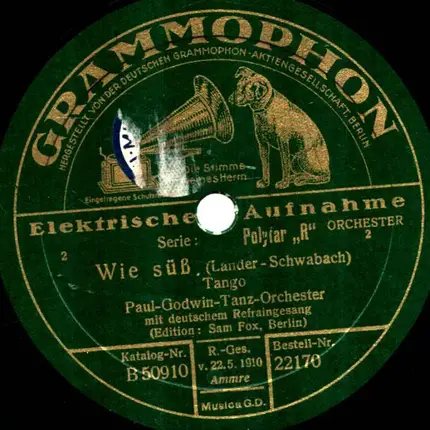 GRAMMOPHON
HERGESTELLT VON DER DEUTSCHEN GRAMMOPHON-AKTIENGESELLSCHAFT, BERLIN
Die Stimme
seines Herrn
Eingetragene
Elektrische Aufnahme
Serie: Polyfar „R" ORCHESTER
2 2
Wie süß (Lander-Schwabach)
Tango
Paul-Godwin-Tanz-Orchester
mit deutschem Refraingesang
(Edition: Sam Fox, Berlin)
Katalog-Nr. R.-Ges. Bestell-Nr.
B 50910 v. 22.5.1910 22170
Ammre
Musica G.D.